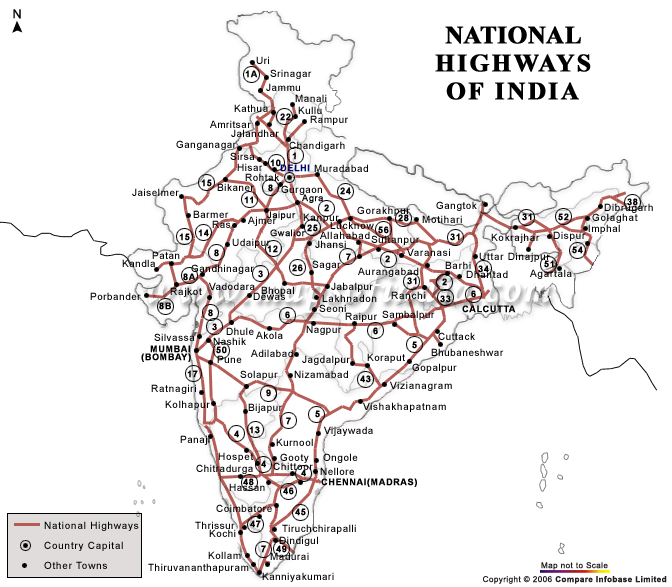 N
NATIONAL
HIGHWAYS
OF INDIA
Uri
1A
Srinagar
Jammu
Manali
Kathua
22
Kullu
Rampur
Amritsar
Jalandhar
Ganganagar
Chandigarh
1
Sirsa
10
DELHI
Muradabad
Hisar
Rohtak
8
Gurgaon
15
Bikaner
24
Jaiselmer
11
Agra
2
Gangtok
38
Dibrugarh
Barmer
Ajmer
Jaipur
Kanpur
Lucknow
Gorakhpur
28
Motihari
31
52
Golaghat
15
14
Ras
Gwalior
25
56
Imphal
Udaipur
12
Jhansi
Allahabad
Sultanpur
31
Kokrajhar
Dispur
54
8
7
2
Varanasi
Uttar Dinajpur
Patan
Kandla
Gandhinagar
3
26
Sagar
Aurangabad
Barhi
34
Dhanbad
51
Agartala
8A
Rajkot
Vadodara
Bhopal
Jabalpur
31
2
Porbander
8B
Dewas
Lakhnadon
Ranchi
33
6
Seoni
CALCUTTA
8
6
Raipur
Sambalpur
3
Dhule
Akola
Nagpur
6
Silvassa
Nashik
5
Cuttack
MUMBAI
(BOMBAY)
50
Pune
Adilabad
Jagdalpur
Koraput
Bhubaneshwar
Gopalpur
17
Solapur
Nizamabad
43
Vizianagram
Ratnagiri
9
Kolhapur
Bijapur
7
5
Vishakhapatnam
Panaji
4
13
Kurnool
Vijaywada
Hospet
4
Gooty
Ongole
Chitradurga
Chittoor
4
Nellore
48
Hassan
46
CHENNAI(MADRAS)
Coimbatore
45
Thrissur
47
Tiruchchirapalli
Kochi
Dindigul
Kollam
7
49
Madurai
Thiruvananthapuram
Kanniyakumari
National Highways
Country Capital
Other Towns
Map not to Scale
Copyright © 2006 Compare Infobase Limited